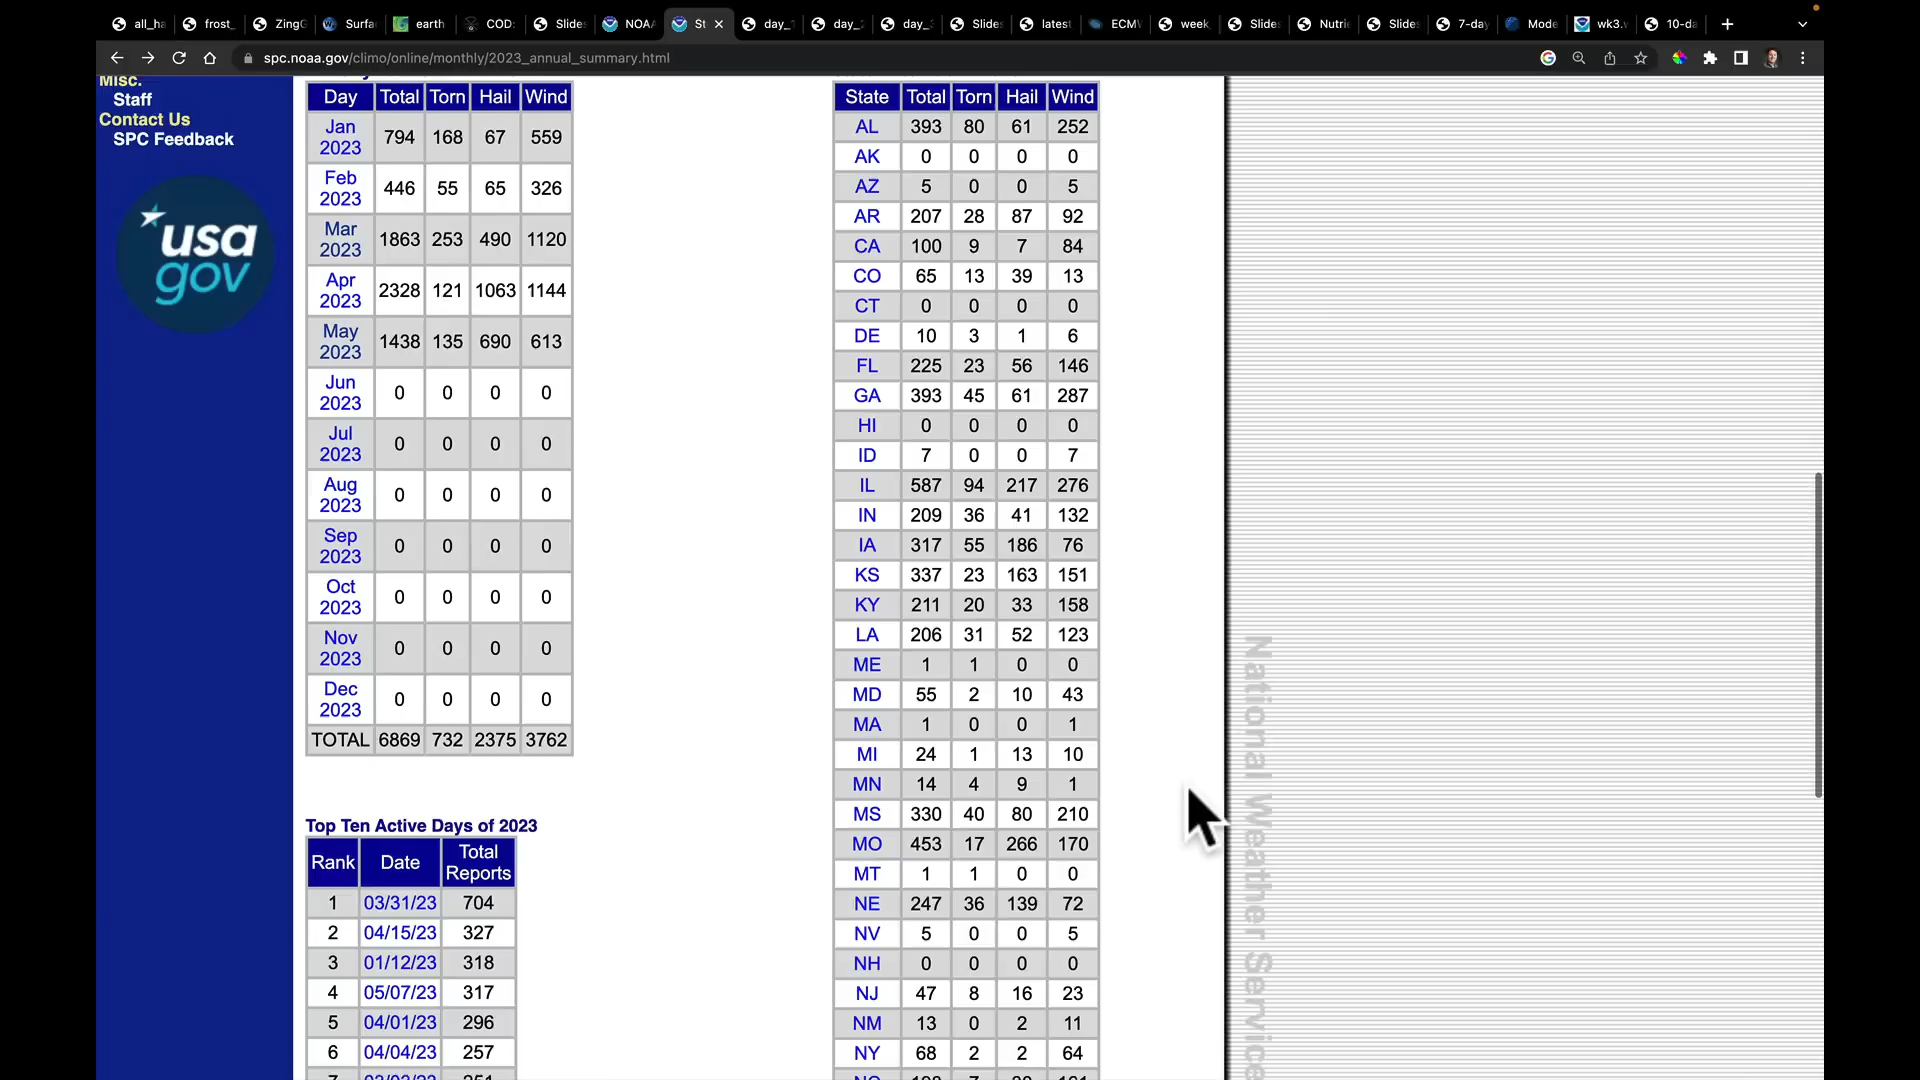 all_ha
frost_
ZingG
Surfa
earth
COD:
Slides
NOAA
St
day_
day_
day_
Slides
latest
ECMW
week
Slides
Nutri
Slides
7-day
Mode
wk3.
10-da
spc.noaa.gov/climo/online/monthly/2023_annual_summary.html
Misc.
Staff
Contact Us
SPC Feedback
usa
gov
Day Total Torn Hail Wind
Jan 2023 794 168 67 559
Feb 2023 446 55 65 326
Mar 2023 1863 253 490 1120
Apr 2023 2328 121 1063 1144
May 2023 1438 135 690 613
Jun 2023 0 0 0 0
Jul 2023 0 0 0 0
Aug 2023 0 0 0 0
Sep 2023 0 0 0 0
Oct 2023 0 0 0 0
Nov 2023 0 0 0 0
Dec 2023 0 0 0 0
TOTAL 6869 732 2375 3762
Top Ten Active Days of 2023
Rank Date Total Reports
1 03/31/23 704
2 04/15/23 327
3 01/12/23 318
4 05/07/23 317
5 04/01/23 296
6 04/04/23 257
State Total Torn Hail Wind
AL 393 80 61 252
AK 0 0 0 0
AZ 5 0 0 5
AR 207 28 87 92
CA 100 9 7 84
CO 65 13 39 13
CT 0 0 0 0
DE 10 3 1 6
FL 225 23 56 146
GA 393 45 61 287
HI 0 0 0 0
ID 7 0 0 7
IL 587 94 217 276
IN 209 36 41 132
IA 317 55 186 76
KS 337 23 163 151
KY 211 20 33 158
LA 206 31 52 123
ME 1 1 0 0
MD 55 2 10 43
MA 1 0 0 1
MI 24 1 13 10
MN 14 4 9 1
MS 330 40 80 210
MO 453 17 266 170
MT 1 1 0 0
NE 247 36 139 72
NV 5 0 0 5
NH 0 0 0 0
NJ 47 8 16 23
NM 13 0 2 11
NY 68 2 2 64
National Weather Service